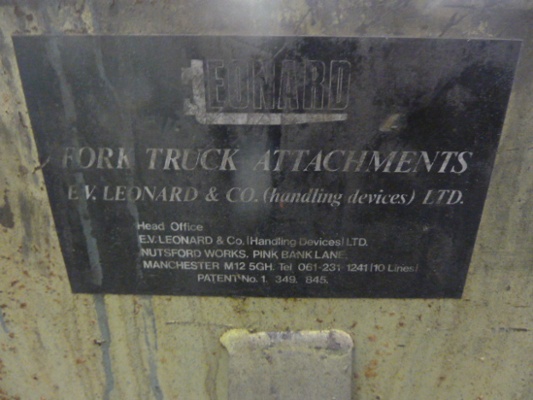 LEONARD
FORK TRUCK ATTACHMENTS
E.V. LEONARD & CO. (handling devices) LTD.
Head Office
E.V. LEONARD & Co. (Handling Devices) LTD.
NUTSFORD WORKS. PINK BANK LANE.
MANCHESTER M12 5GH. Tel 061-231-1241 (10 Lines)
PATENT No. 1. 349. 845.